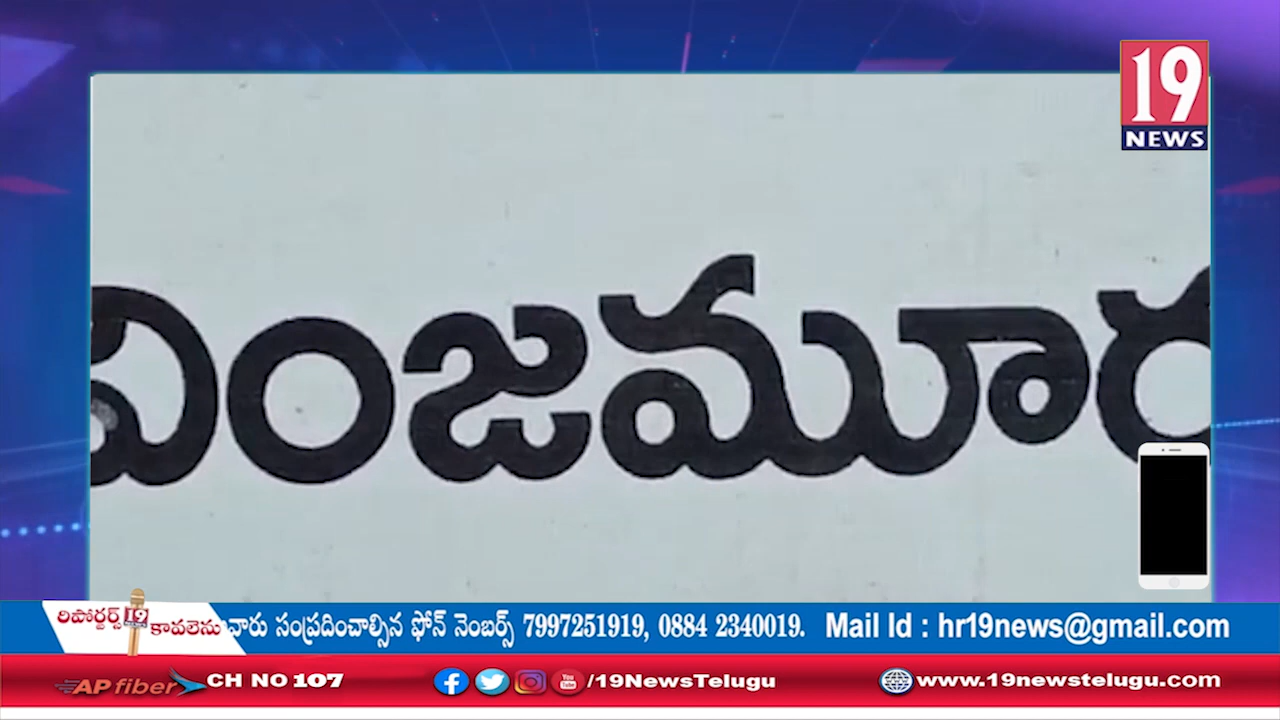 19
NEWS
వింజమూర
రిపోర్టర్స్ 19 కావలెను
వారు సంప్రదించాల్సిన ఫోన్ నెంబర్స్ 7997251919, 0884 2340019. Mail Id : hr19news@gmail.com
AP fiber CH NO 107 /19NewsTelugu www.19newstelugu.com